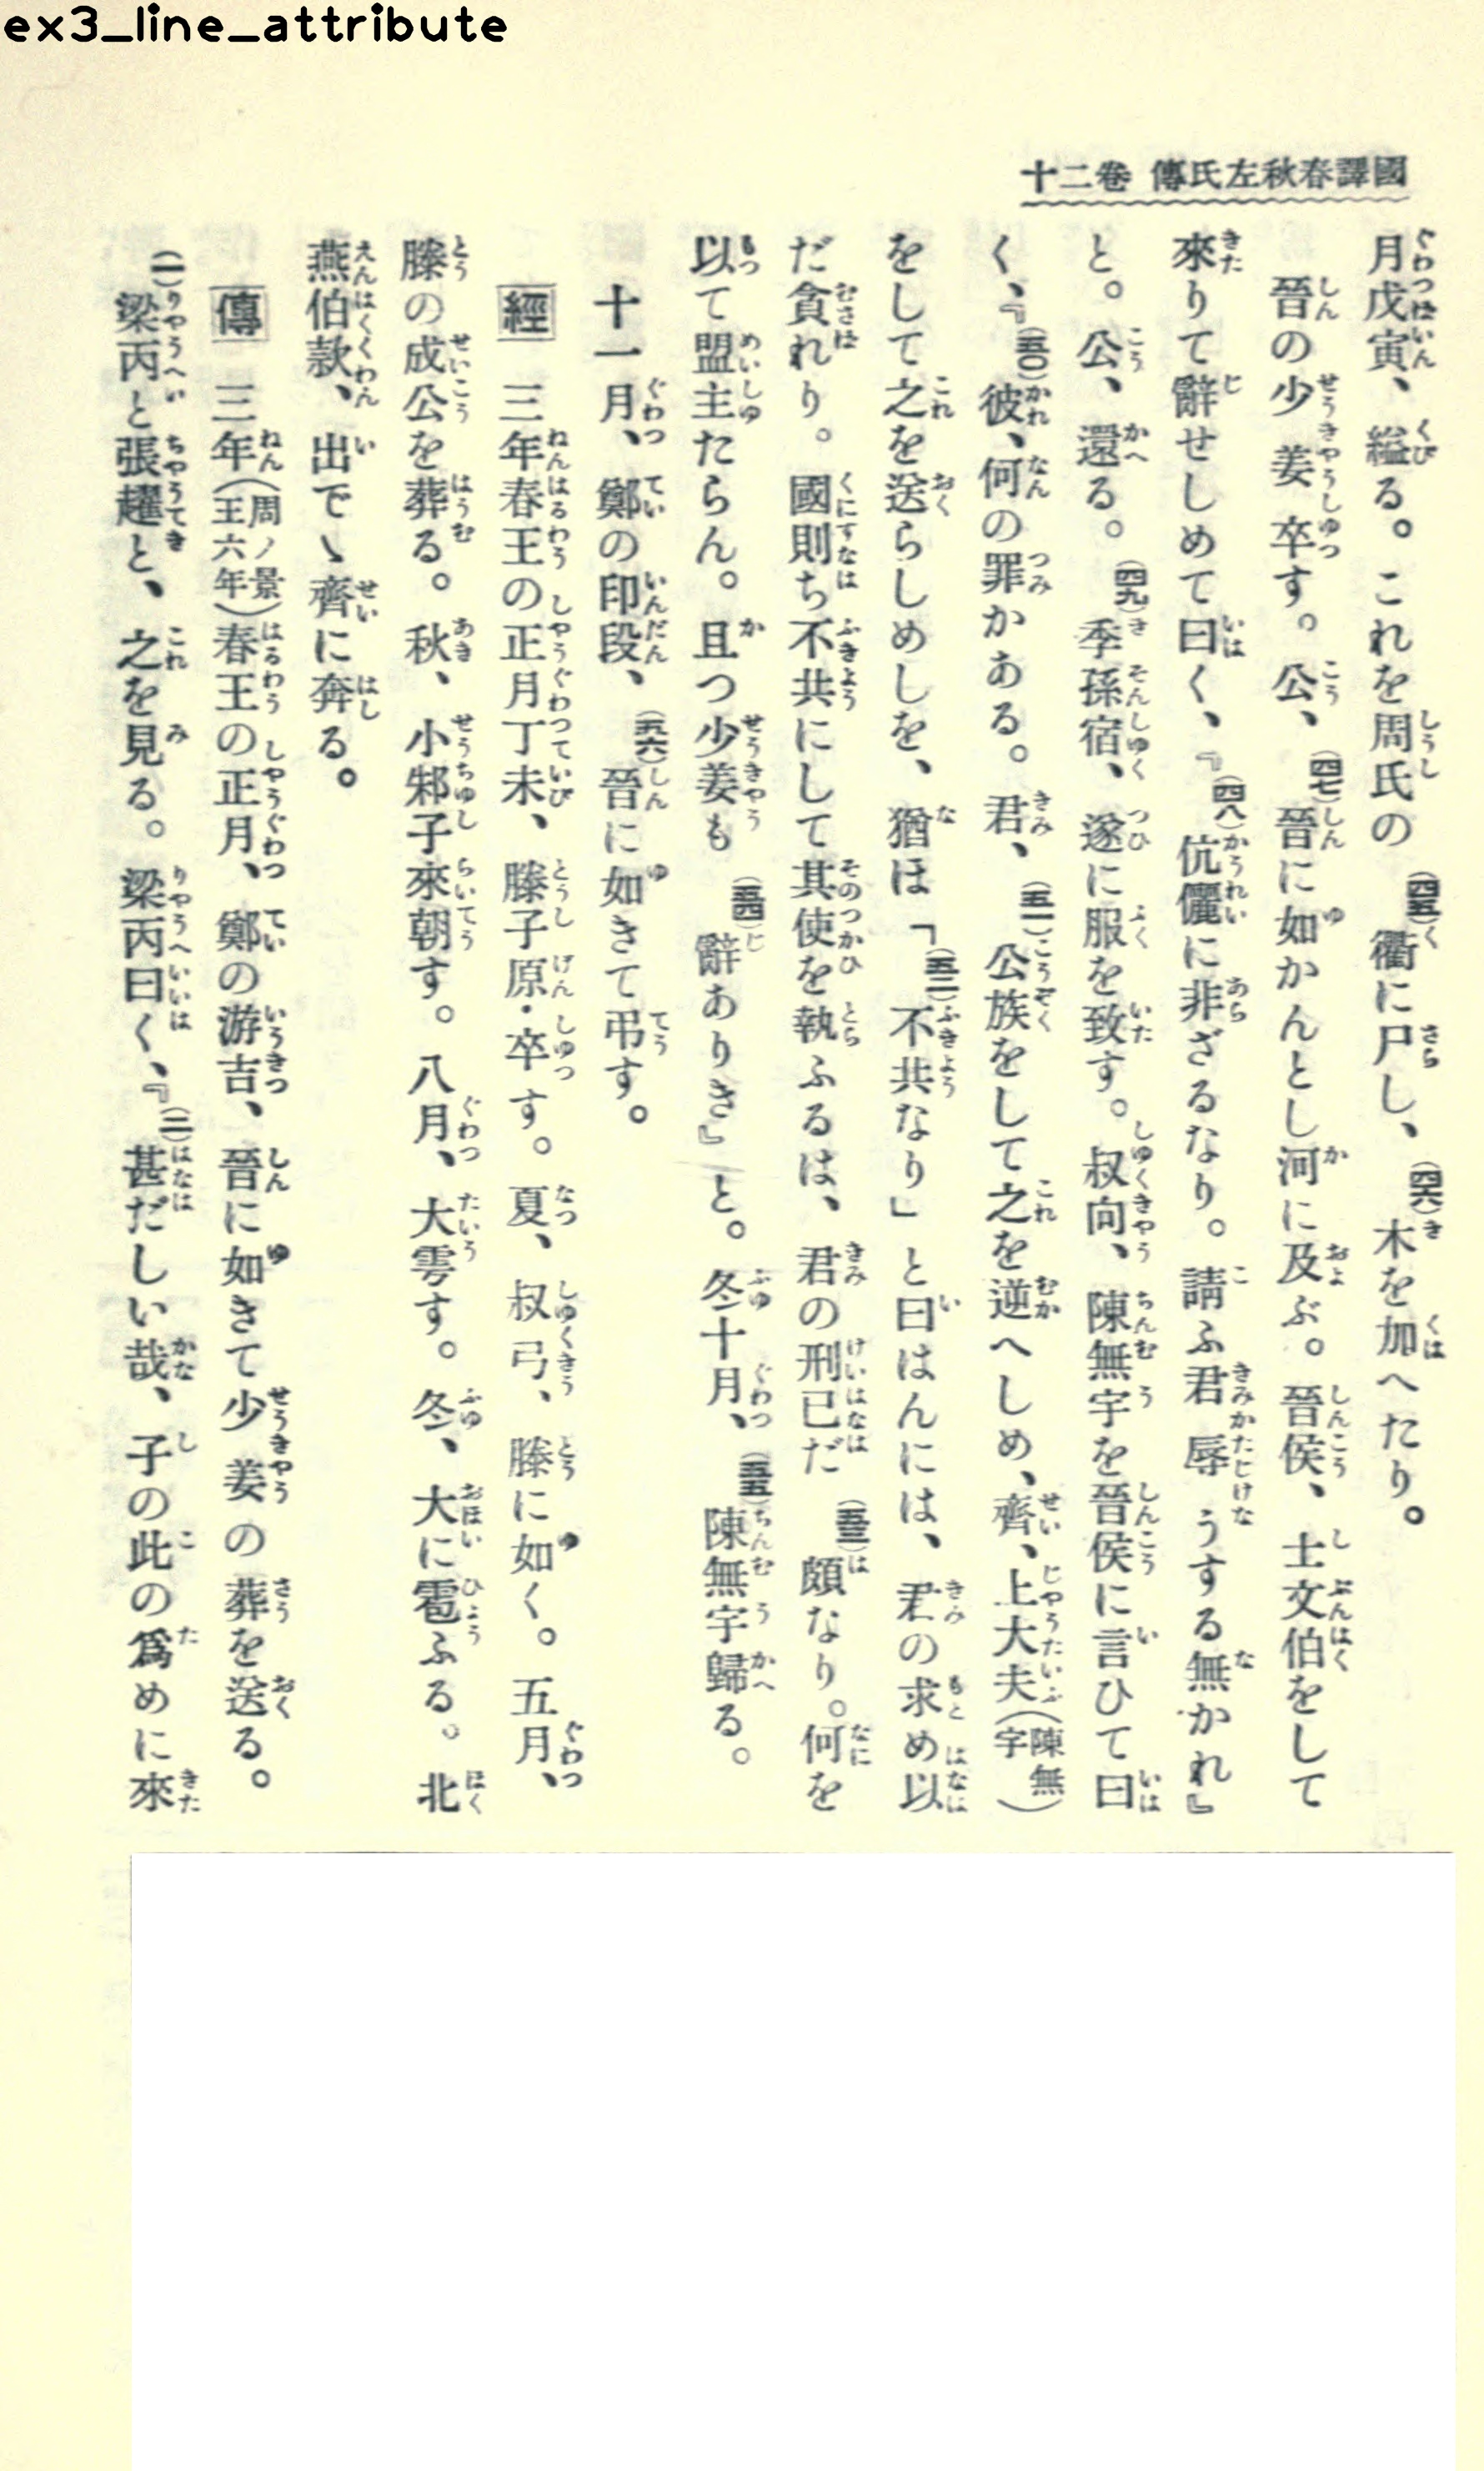 ex3_line_attribute
國譯春秋左氏傳 卷二十
月戊寅、縊る。これを周氏の(四五)衢に尸し、(四六)木を加へたり。
晉の少姜卒す。公、(四七)晉に如かんとし河に及ぶ。晉侯、士文伯をして
來りて辭せしめて曰く、『(四八)伉儷に非ざるなり。請ふ君辱うする無かれ』
と。公、還る。(四九)季孫宿、遂に服を致す。叔向、陳無宇を晉侯に言ひて曰
く、『(五〇)彼、何の罪かある。君、(五一)公族をして之を逆へしめ、齊、上大夫(陳無宇)
をして之を送らしめしを、猶ほ「(五二)不共なり」と曰はんには、君の求め以
だ貪れり。國則ち不共にして其使を執ふるは、君の刑已だ(五三)頗なり。何を
以て盟主たらん。且つ少姜も(五四)辭ありき』と。冬十月、(五五)陳無宇歸る。
十一月、鄭の印段、(五六)晉に如きて弔す。
經 三年春王の正月丁未、滕子原・卒す。夏、叔弓、滕に如く。五月、
滕の成公を葬る。秋、小邾子來朝す。八月、大雩す。冬、大に雹ふる。北
燕伯款、出でゝ齊に奔る。
傳 三年(周ノ景王六年)春王の正月、鄭の游吉、晉に如きて少姜の葬を送る。
(一)梁丙と張趯と、之を見る。梁丙曰く、『(二)甚だしい哉、子の此の爲めに來